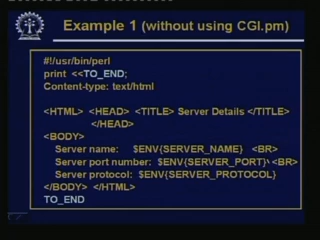 Example 1 (without using CGI.pm)
#!/usr/bin/perl
print <<TO_END;
Content-type: text/html
<HTML> <HEAD> <TITLE> Server Details </TITLE>
</HEAD>
<BODY>
Server name: $ENV{SERVER_NAME} <BR>
Server port number: $ENV{SERVER_PORT} <BR>
Server protocol: $ENV{SERVER_PROTOCOL}
</BODY> </HTML>
TO_END